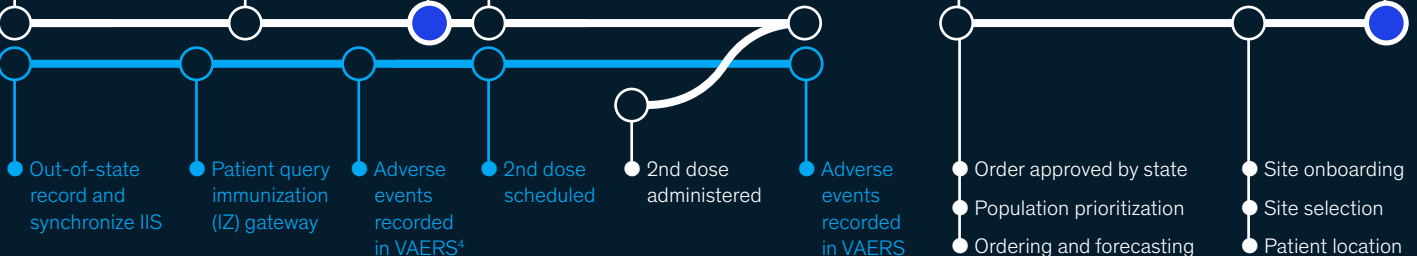 Out-of-state
record and
synchronize IIS
Patient query
immunization
(IZ) gateway
Adverse
events
recorded
in VAERS⁴
2nd dose
scheduled
2nd dose
administered
Adverse
events
recorded
in VAERS
Order approved by state
Population prioritization
Ordering and forecasting
Site onboarding
Site selection
Patient location